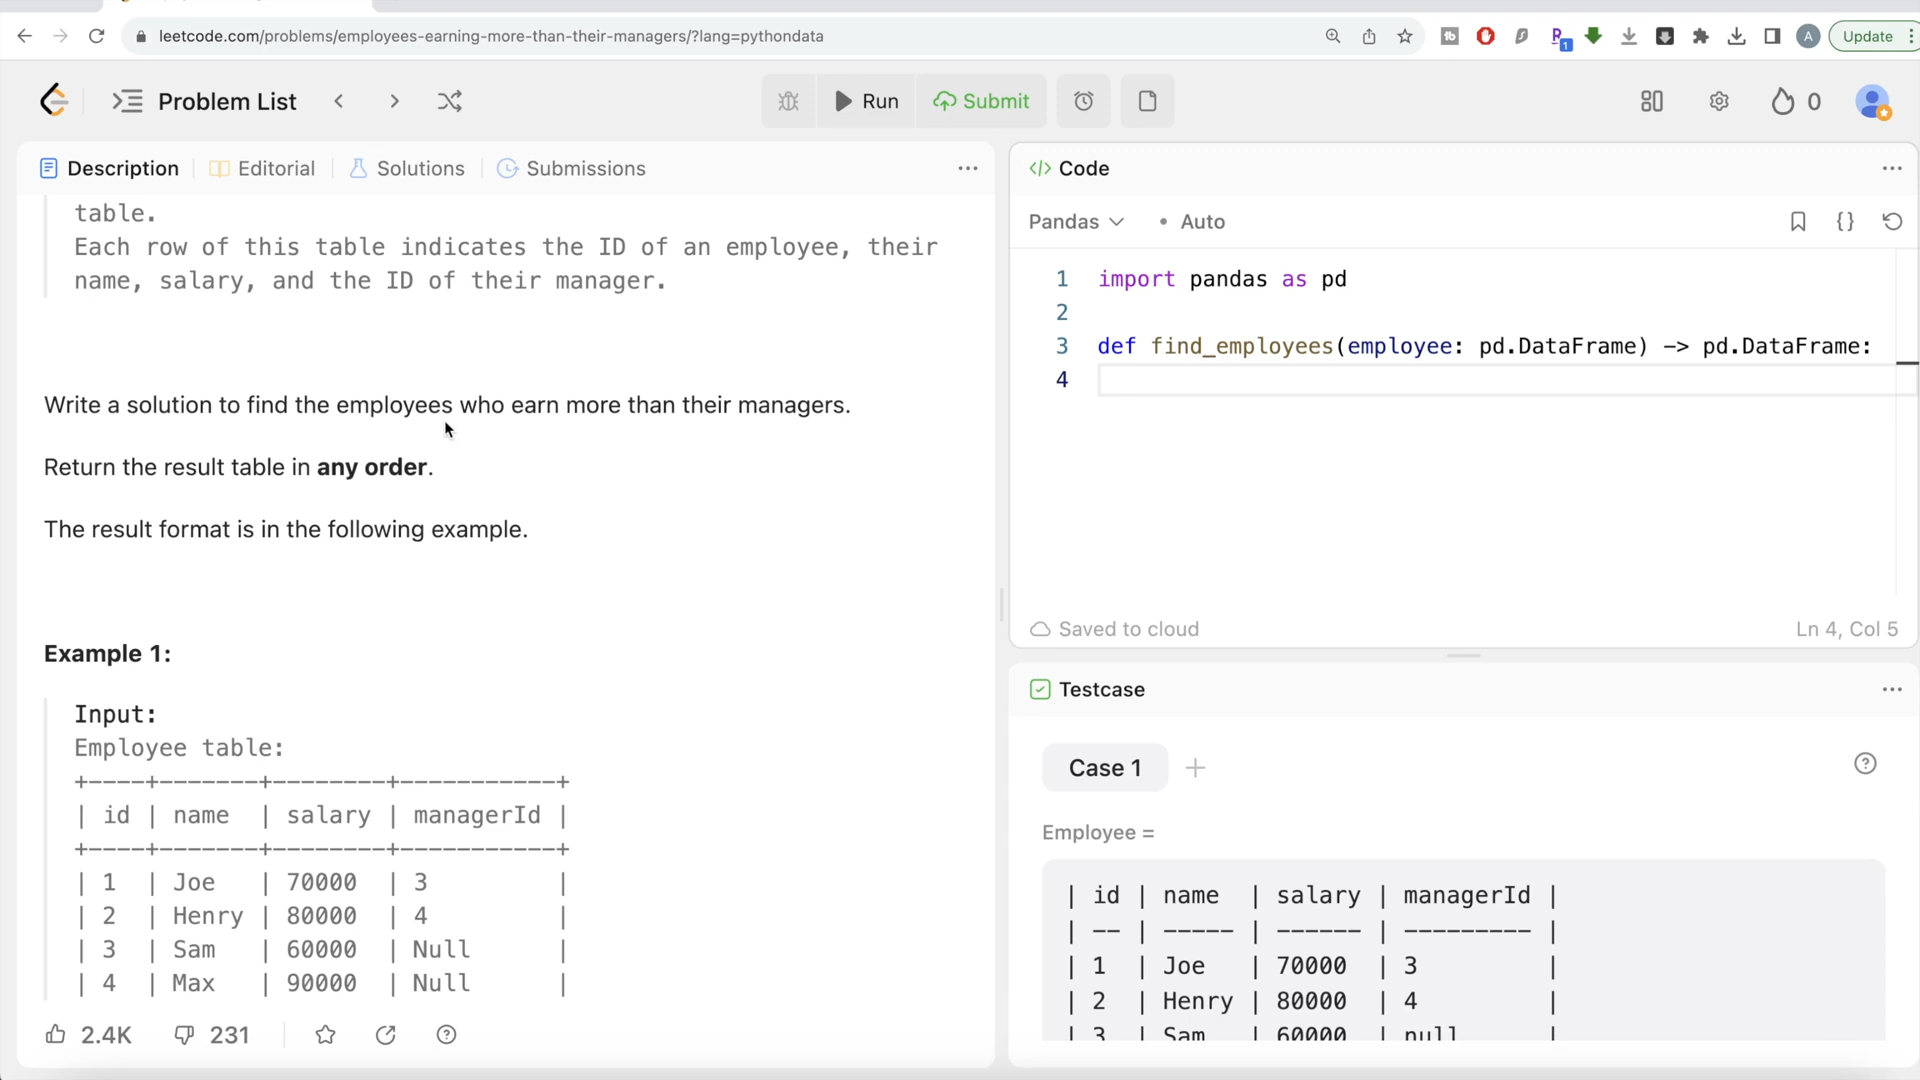 leetcode.com/problems/employees-earning-more-than-their-managers/?lang=pythondata
tb
1
A
Update
Problem List
Run
Submit
0
Description
Editorial
Solutions
Submissions
table.
Each row of this table indicates the ID of an employee, their
name, salary, and the ID of their manager.
Write a solution to find the employees who earn more than their managers.
Return the result table in any order.
The result format is in the following example.
Example 1:
Input:
Employee table:
+----+-------+--------+-----------+
| id | name  | salary | managerId |
+----+-------+--------+-----------+
| 1  | Joe   | 70000  | 3         |
| 2  | Henry | 80000  | 4         |
| 3  | Sam   | 60000  | Null      |
| 4  | Max   | 90000  | Null      |
2.4K
231
</> Code
Pandas
• Auto
{}
1 import pandas as pd
2
3 def find_employees(employee: pd.DataFrame) -> pd.DataFrame:
4
Saved to cloud
Ln 4, Col 5
Testcase
Case 1
+
Employee =
| id | name  | salary | managerId |
| -- | ----- | ------ | --------- |
| 1  | Joe   | 70000  | 3         |
| 2  | Henry | 80000  | 4         |
| 3  | Sam   | 60000  | null      |